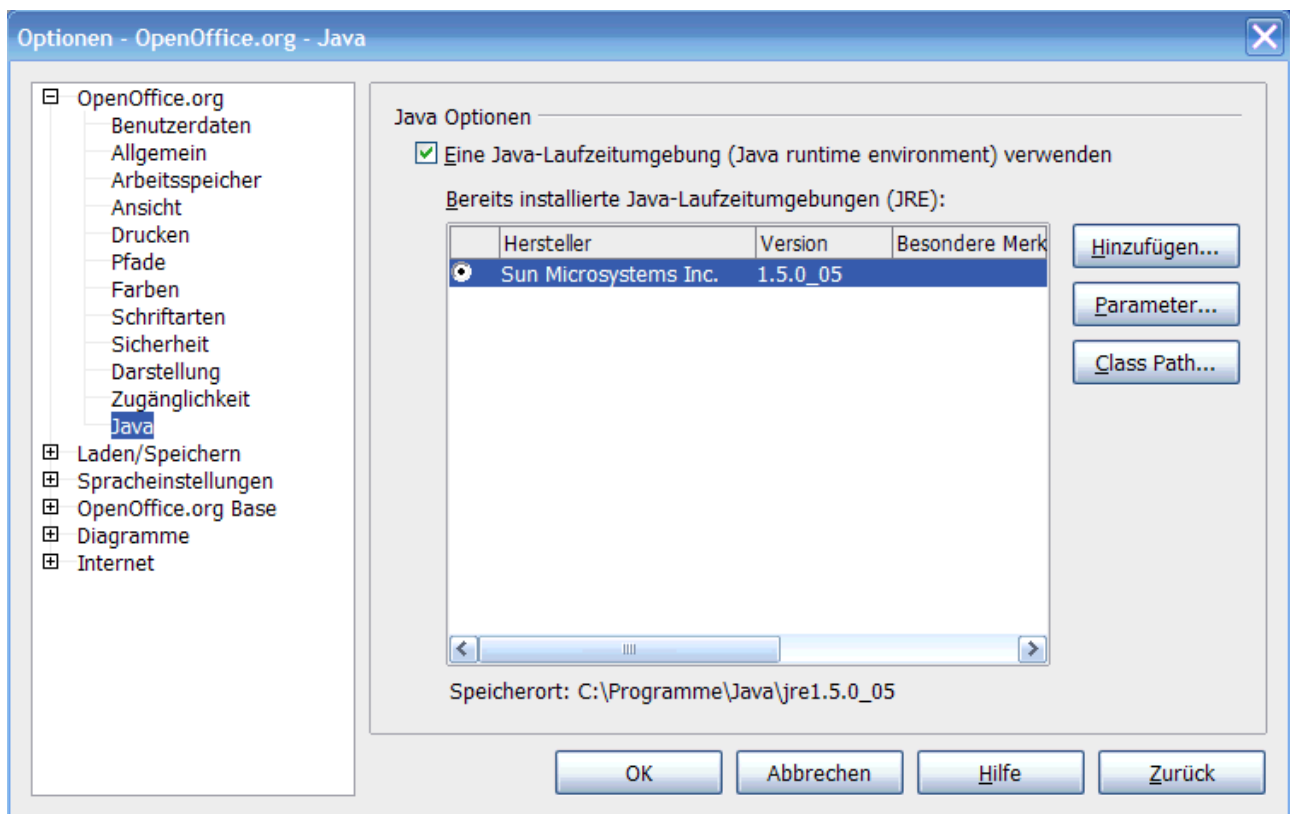 Optionen - OpenOffice.org - Java
OpenOffice.org
Benutzerdaten
Allgemein
Arbeitsspeicher
Ansicht
Drucken
Pfade
Farben
Schriftarten
Sicherheit
Darstellung
Zugänglichkeit
Java
Laden/Speichern
Spracheinstellungen
OpenOffice.org Base
Diagramme
Internet
Java Optionen
Eine Java-Laufzeitumgebung (Java runtime environment) verwenden
Bereits installierte Java-Laufzeitumgebungen (JRE):
Hersteller Version Besondere Merk
Sun Microsystems Inc. 1.5.0_05
Hinzufügen...
Parameter...
Class Path...
Speicherort: C:\Programme\Java\jre1.5.0_05
OK Abbrechen Hilfe Zurück